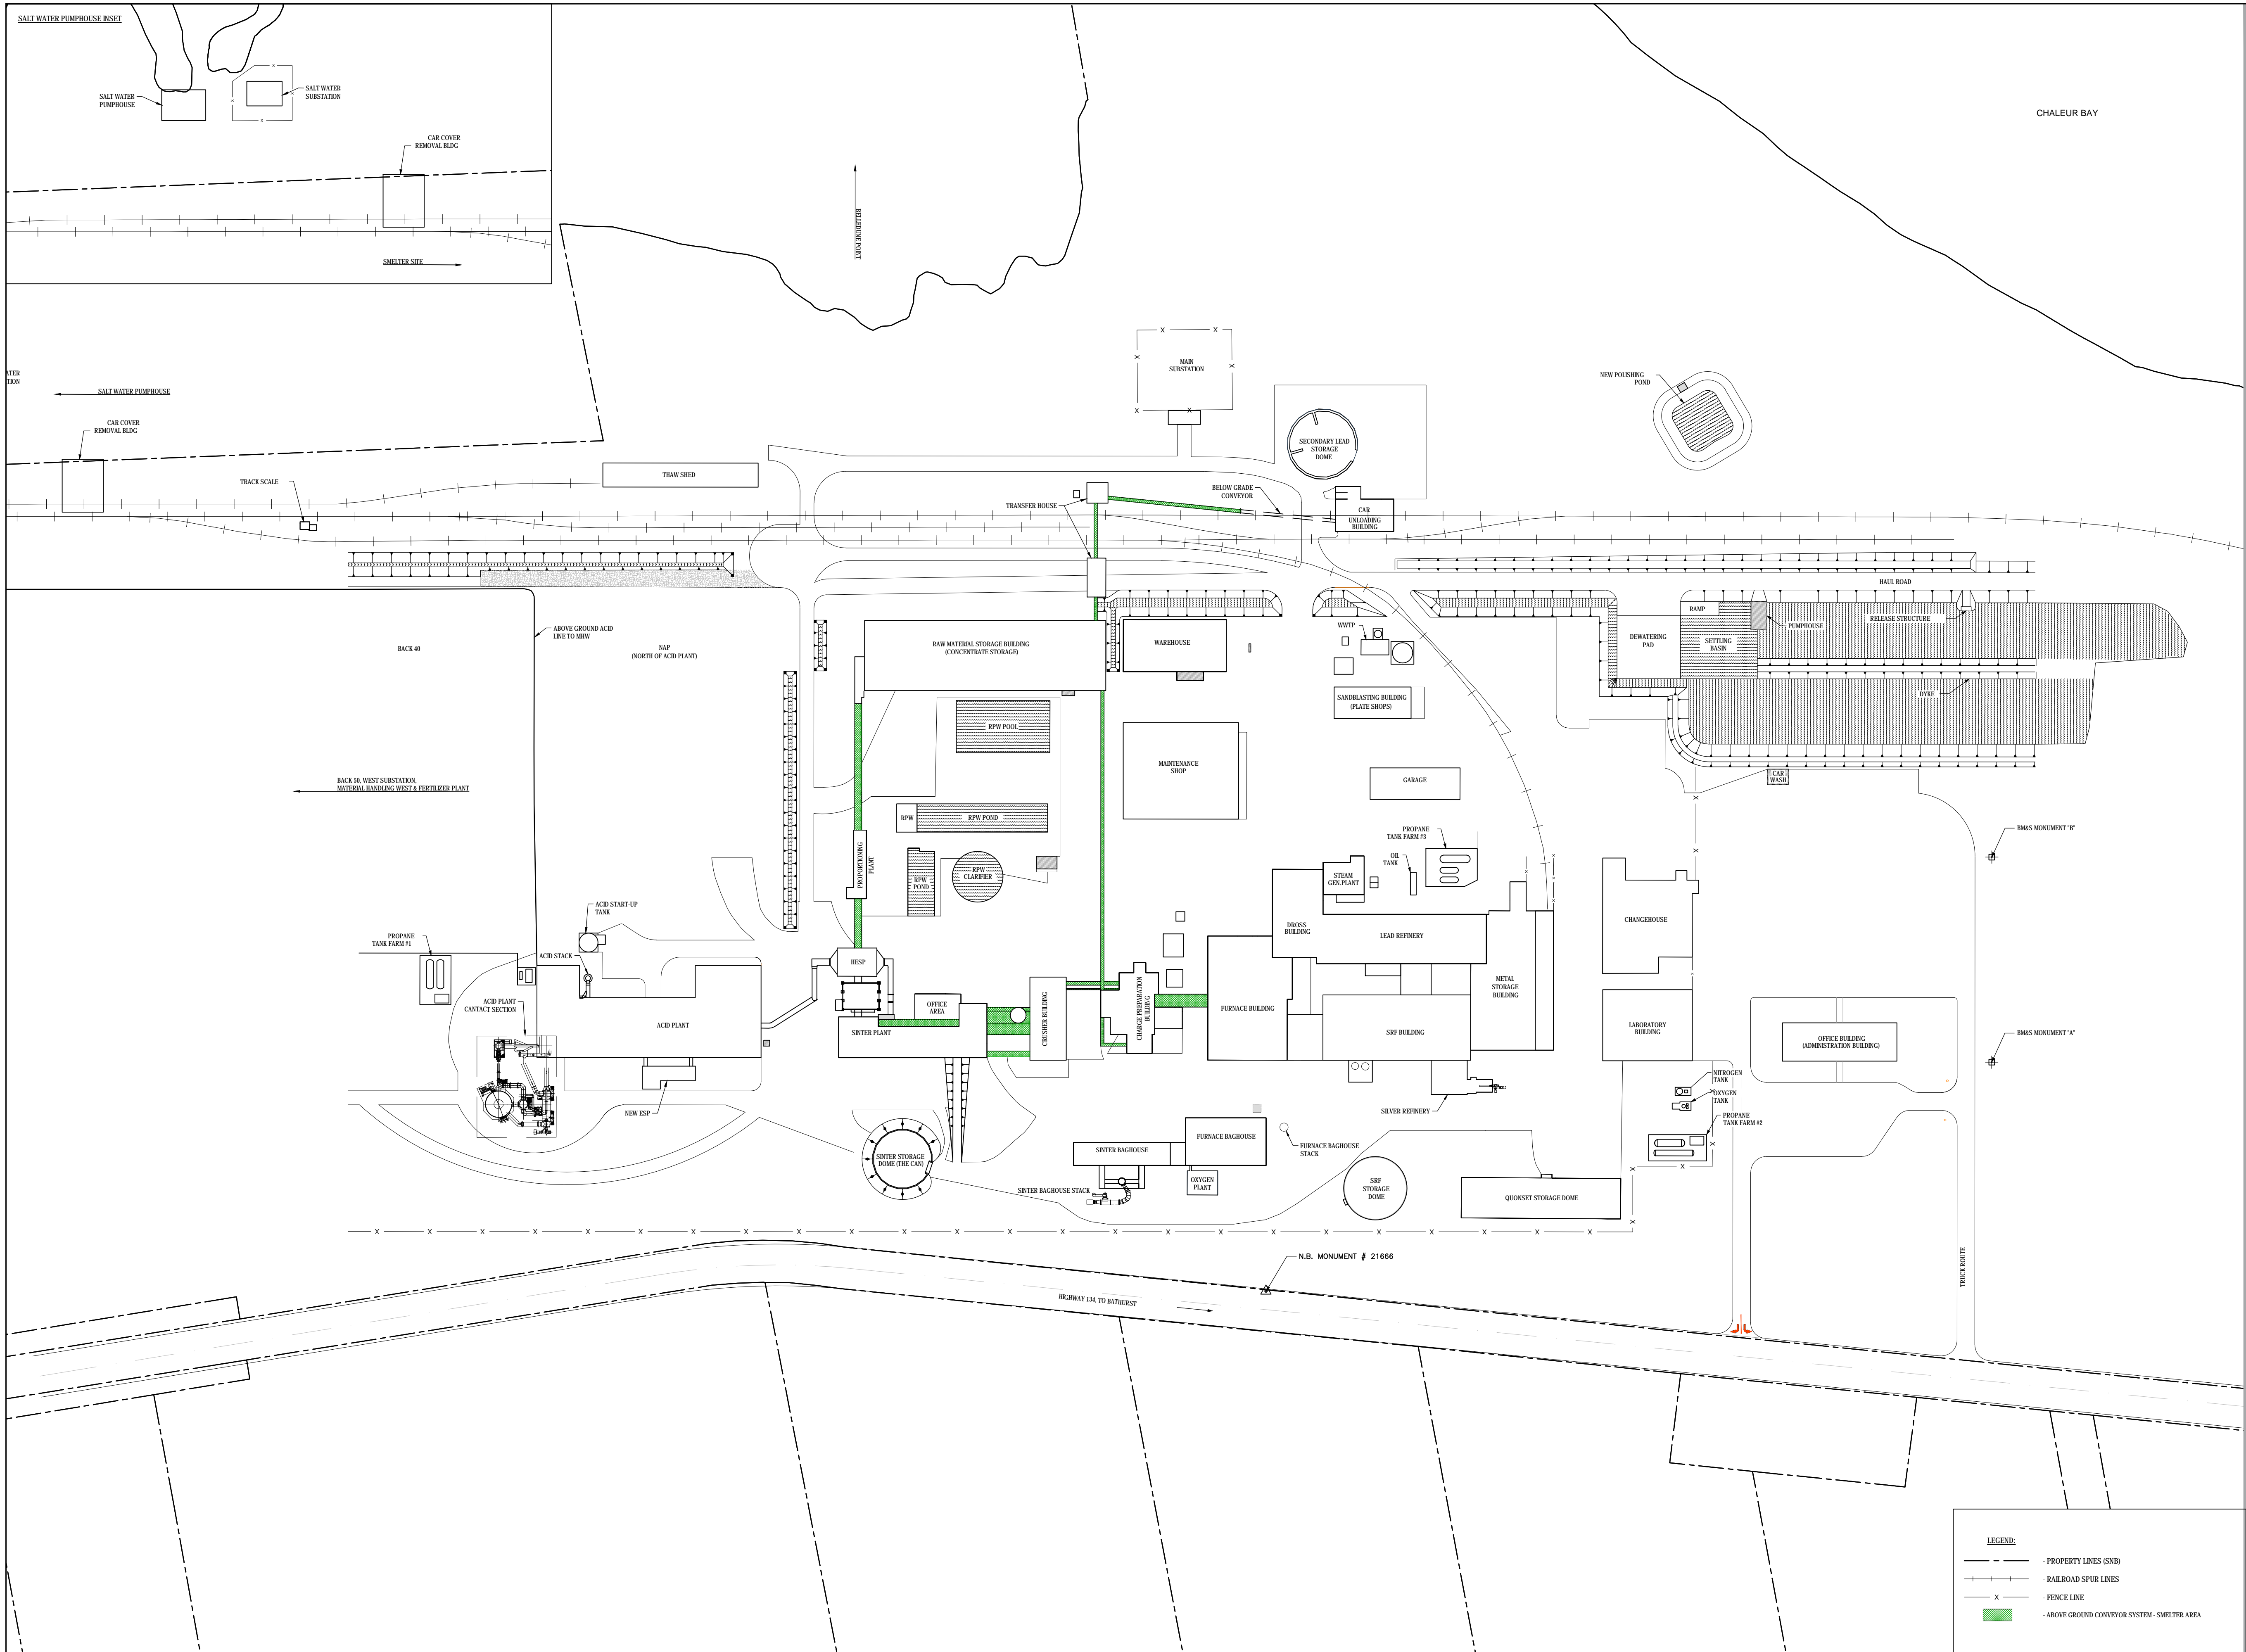 SALT WATER PUMPHOUSE INSET
SALT WATER
PUMPHOUSE
SALT WATER
SUBSTATION
CAR COVER
REMOVAL BLDG
SMELTER SITE
CHALEUR BAY
BELLEDUNE POINT
MAIN
SUBSTATION
ATER
TION
SALT WATER PUMPHOUSE
CAR COVER
REMOVAL BLDG
TRACK SCALE
THAW SHED
TRANSFER HOUSE
BELOW GRADE
CONVEYOR
SECONDARY LEAD
STORAGE
DOME
CAR
UNLOADING
BUILDING
NEW POLISHING
POND
HAUL ROAD
RAMP
PUMPHOUSE
RELEASE STRUCTURE
DEWATERING
PAD
SETTLING
BASIN
DYKE
CAR
WASH
BACK 40
ABOVE GROUND ACID
LINE TO MHW
NAP
(NORTH OF ACID PLANT)
RAW MATERIAL STORAGE BUILDING
(CONCENTRATE STORAGE)
WAREHOUSE
WWTP
SANDBLASTING BUILDING
(PLATE SHOPS)
RPW POOL
MAINTENANCE
SHOP
GARAGE
BACK 50, WEST SUBSTATION,
MATERIAL HANDLING WEST & FERTILIZER PLANT
RPW
RPW POND
PROPORTIONING
PLANT
RPW
POND
RPW
CLARIFIER
PROPANE
TANK FARM #3
OIL
TANK
STEAM
GEN.PLANT
BM&S MONUMENT "B"
ACID START-UP
TANK
PROPANE
TANK FARM #1
ACID STACK
ACID PLANT
CANTACT SECTION
ACID PLANT
NEW ESP
HESP
OFFICE
AREA
SINTER PLANT
CRUSHER BUILDING
CHARGE PREPARATION
BUILDING
DROSS
BUILDING
LEAD REFINERY
FURNACE BUILDING
METAL
STORAGE
BUILDING
SRF BUILDING
CHANGEHOUSE
LABORATORY
BUILDING
OFFICE BUILDING
(ADMINISTRATION BUILDING)
BM&S MONUMENT "A"
NITROGEN
TANK
OXYGEN
TANK
PROPANE
TANK FARM #2
SILVER REFINERY
SINTER STORAGE
DOME (THE CAN)
SINTER BAGHOUSE
FURNACE BAGHOUSE
OXYGEN
PLANT
FURNACE BAGHOUSE
STACK
SINTER BAGHOUSE STACK
SRF
STORAGE
DOME
QUONSET STORAGE DOME
TRUCK ROUTE
N.B. MONUMENT # 21666
HIGHWAY 134, TO BATHURST
LEGEND:
- PROPERTY LINES (SNB)
- RAILROAD SPUR LINES
X - FENCE LINE
- ABOVE GROUND CONVEYOR SYSTEM - SMELTER AREA